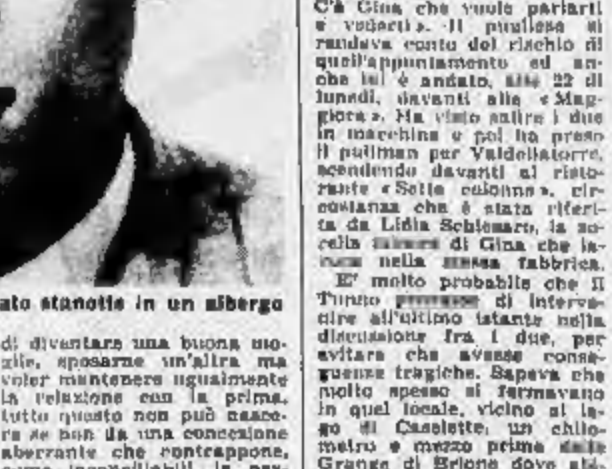 ato stanotte in un albergo
di diventare una buona mo-
glie, sposarne un'altra ma
voler mantenere ugualmente
la relazione con la prima,
tutto questo non può nasce-
re se non da una concezione
aberrante che contrappone,
C'è Gina che vuole parlarti
e vederti ». Il pugliese si
rendeva conto del rischio di
quell'appuntamento ed an-
che lui è andato, alle 22 di
lunedì, davanti alla « Mag-
giora ». Ha visto salire i due
in macchina e poi ha preso
il pullman per Valdellatorre,
scendendo davanti al risto-
rante « Sette colonne », cir-
costanza che è stata riferi-
ta da Lidia Schiesaro, la so-
rella di Gina che la-
nella stessa fabbrica.
E' molto probabile che il
di interve-
nire all'ultimo istante nella
discussione fra i due, per
evitare che avesse conse-
guenze tragiche. Sapeva che
molto spesso si fermavano
in quel locale, vicino al la-
go di Caselette, un chilo-
metro e mezzo prima
Grange di Brione dove abi-